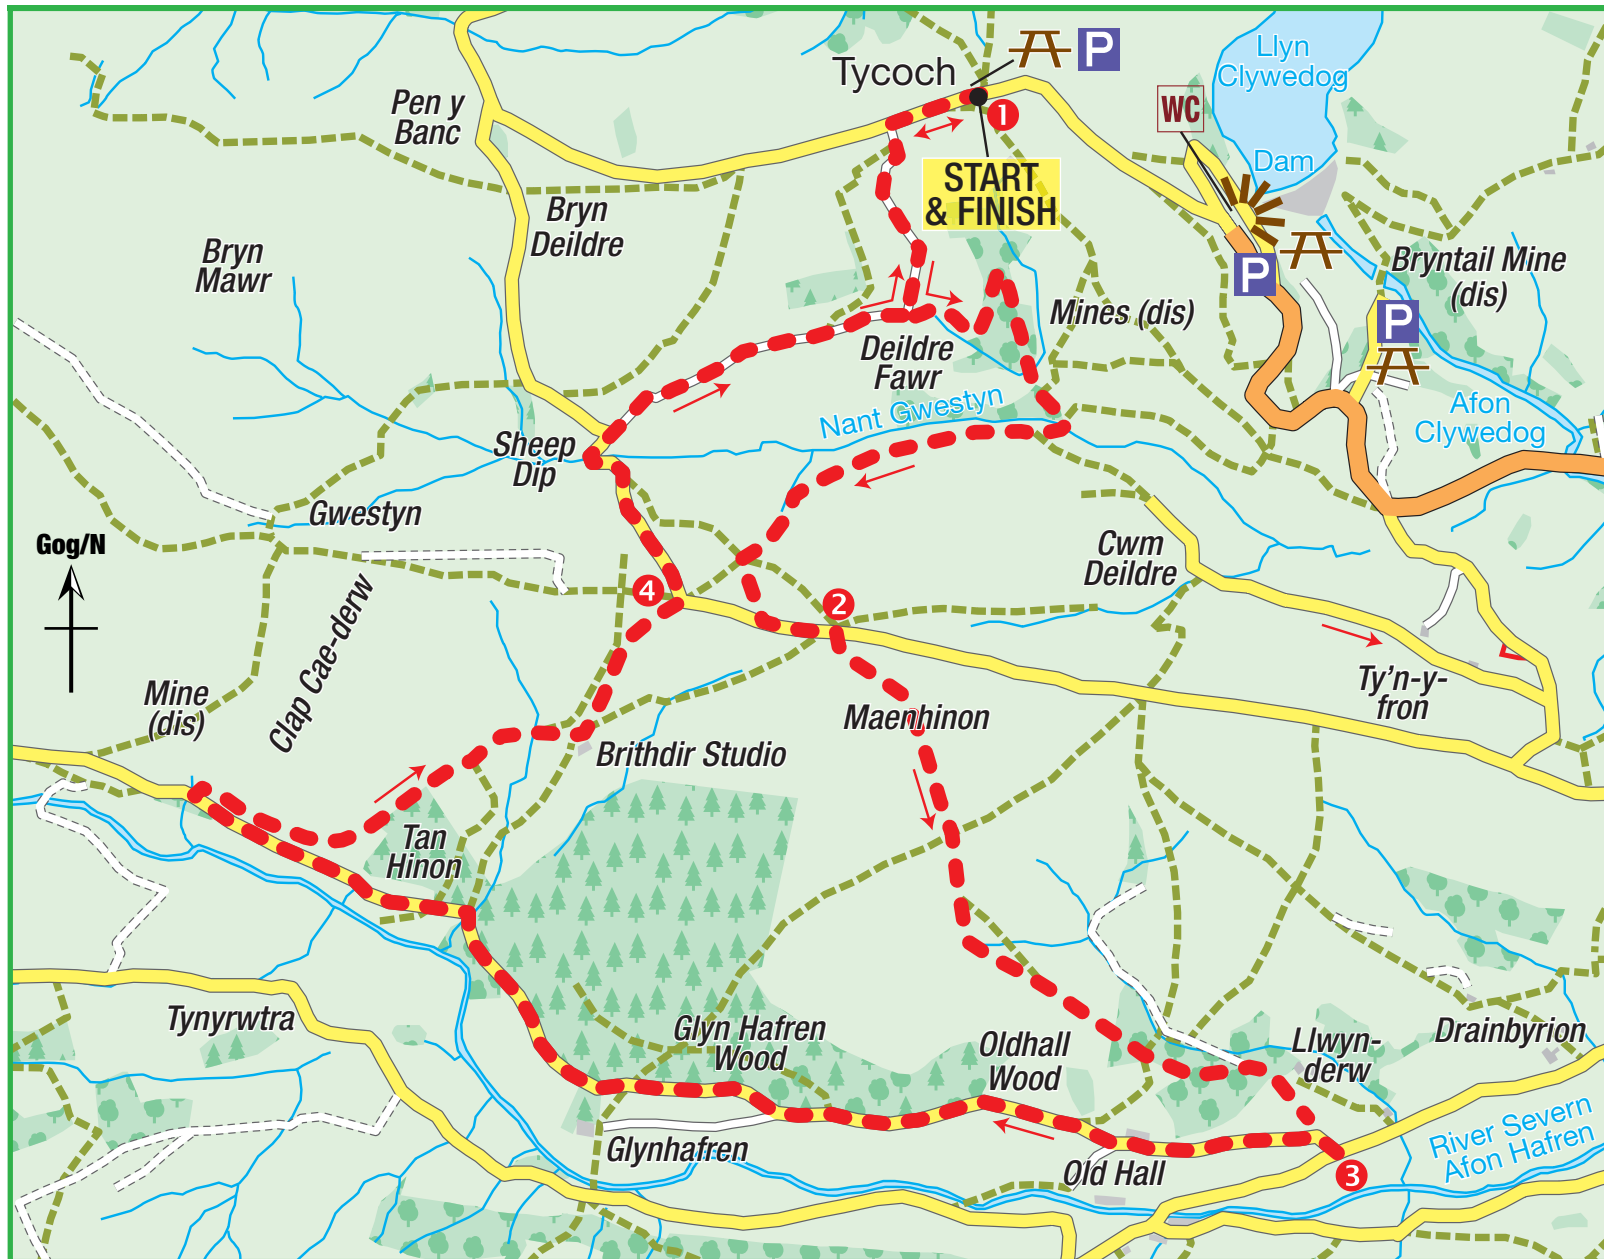 Llyn
Clywedog
P
Tycoch
Pen y
Banc
WC
1
Dam
START
& FINISH
Bryn
Deildre
Bryn
Mawr
P
Bryntail Mine
(dis)
Mines (dis)
P
Deildre
Fawr
Nant Gwestyn
Afon
Clywedog
Sheep
Dip
Gwestyn
Gog/N
Cwm
Deildre
4
2
Clap Cae-derw
Mine
(dis)
Ty'n-y-
fron
Maenhinon
Brithdir Studio
Tan
Hinon
Tynyrwtra
Glyn Hafren
Wood
Oldhall
Wood
Llwyn-
derw
Drainbyrion
Glynhafren
Old Hall
3
River Severn
Afon Hafren